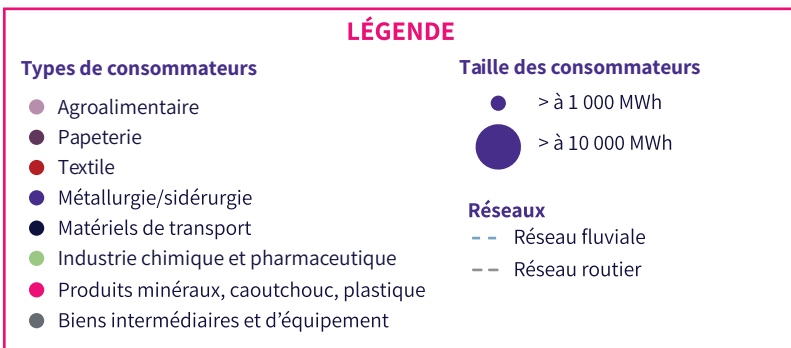 LÉGENDE
Types de consommateurs
Agroalimentaire
Papeterie
Textile
Métallurgie/sidérurgie
Matériels de transport
Industrie chimique et pharmaceutique
Produits minéraux, caoutchouc, plastique
Biens intermédiaires et d'équipement
Taille des consommateurs
> à 1 000 MWh
> à 10 000 MWh
Réseaux
Réseau fluviale
Réseau routier